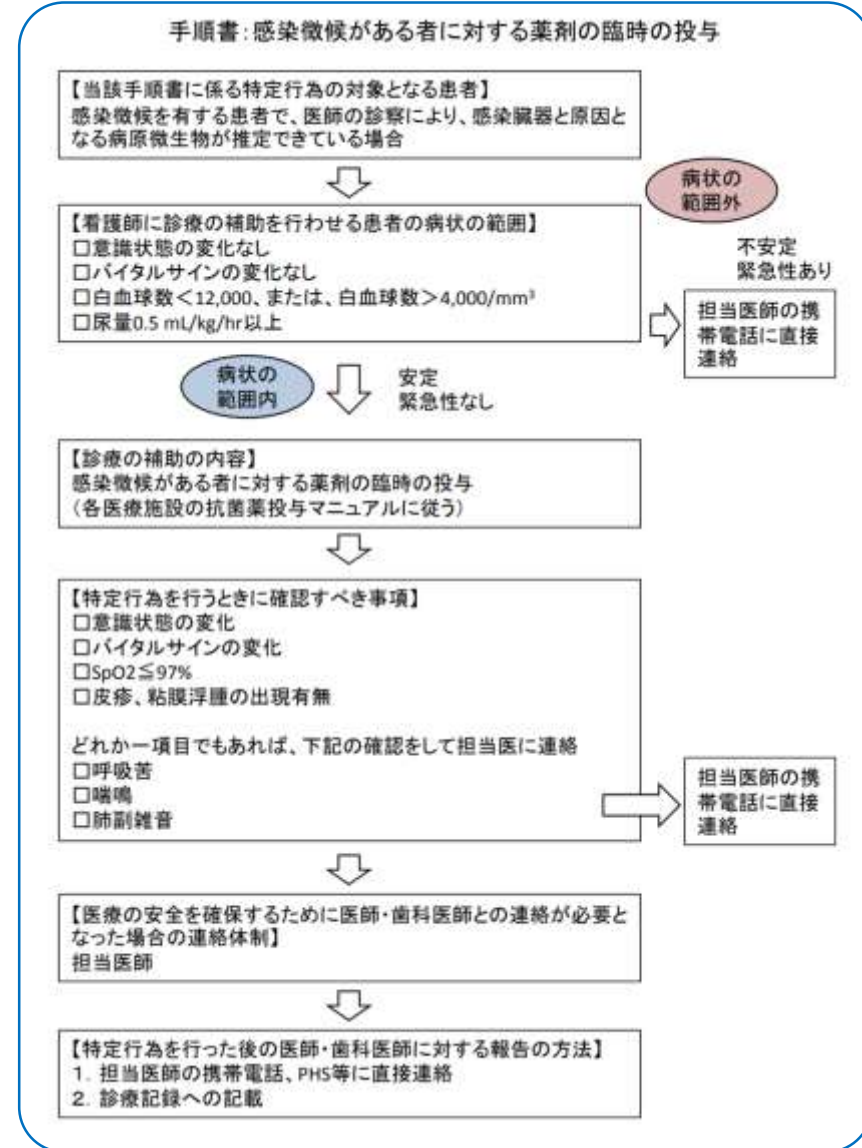 手順書:感染徴候がある者に対する薬剤の臨時の投与
【当該手順書に係る特定行為の対象となる患者】
感染徴候を有する患者で、医師の診察により、感染臓器と原因と
なる病原微生物が推定できている場合
病状の
範囲外
【看護師に診療の補助を行わせる患者の病状の範囲】
□意識状態の変化なし
□バイタルサインの変化なし
□白血球数<12,000、または、白血球数>4,000/mm³
□尿量0.5 mL/kg/hr以上
不安定
緊急性あり
担当医師の携
帯電話に直接
連絡
病状の
範囲内
安定
緊急性なし
【診療の補助の内容】
感染徴候がある者に対する薬剤の臨時の投与
(各医療施設の抗菌薬投与マニュアルに従う)
【特定行為を行うときに確認すべき事項】
□意識状態の変化
□バイタルサインの変化
□SpO2≦97%
□皮疹、粘膜浮腫の出現有無
どれか一項目でもあれば、下記の確認をして担当医に連絡
□呼吸苦
□喘鳴
□肺副雑音
担当医師の携
帯電話に直接
連絡
【医療の安全を確保するために医師・歯科医師との連絡が必要と
なった場合の連絡体制】
担当医師
【特定行為を行った後の医師・歯科医師に対する報告の方法】
1. 担当医師の携帯電話、PHS等に直接連絡
2. 診療記録への記載